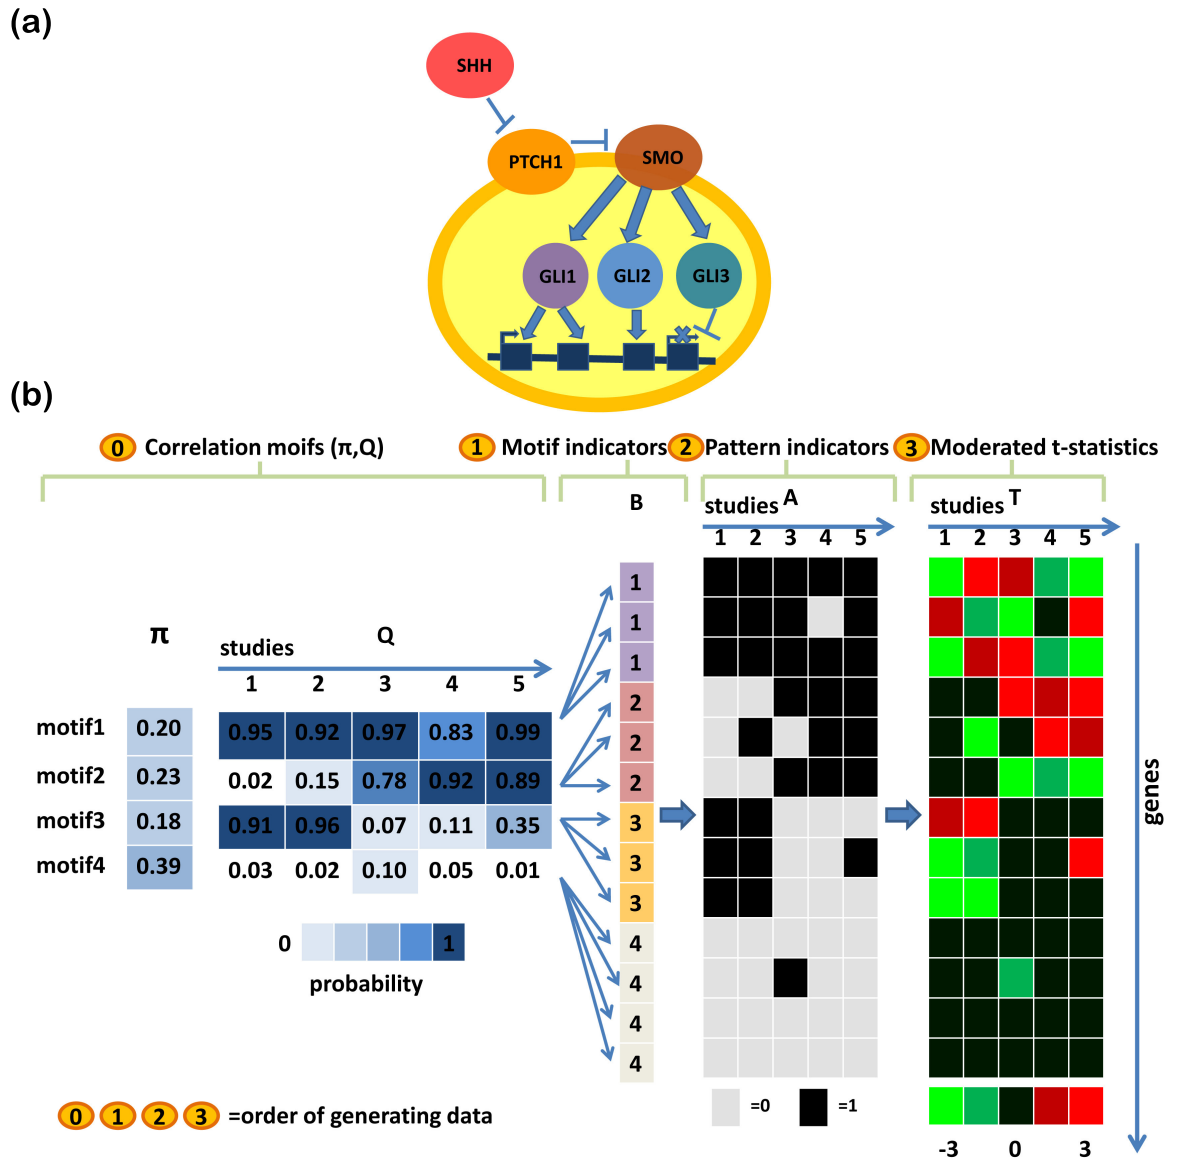 (a)
SHH
PTCH1
SMO
GLI1
GLI2
GLI3
(b)
0 Correlation moifs (π,Q)
1 Motif indicators
2 Pattern indicators
3 Moderated t-statistics
B
studies A
1 2 3 4 5
studies T
1 2 3 4 5
π
studies Q
1 2 3 4 5
motif1 0.20 0.95 0.92 0.97 0.83 0.99
motif2 0.23 0.02 0.15 0.78 0.92 0.89
motif3 0.18 0.91 0.96 0.07 0.11 0.35
motif4 0.39 0.03 0.02 0.10 0.05 0.01
0 1
probability
1
1
1
2
2
2
3
3
3
4
4
4
4
genes
0 1 2 3 =order of generating data
=0 =1
-3 0 3